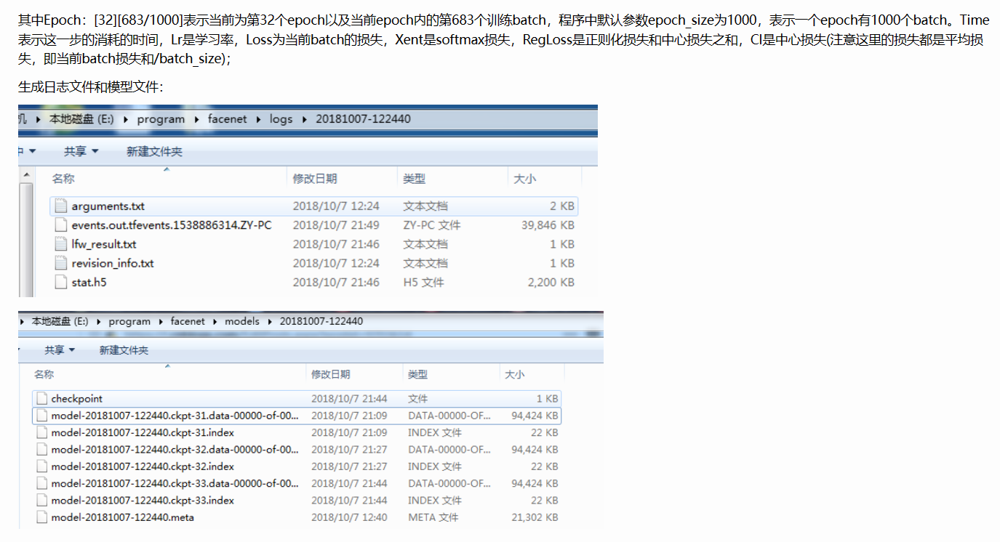 其中Epoch：[32][683/1000]表示当前为第32个epoch以及当前epoch内的第683个训练batch，程序中默认参数epoch_size为1000，表示一个epoch有1000个batch。Time
表示这一步的消耗的时间，Lr是学习率，Loss为当前batch的损失，Xent是softmax损失，RegLoss是正则化损失和中心损失之和，Cl是中心损失(注意这里的损失都是平均损
失，即当前batch损失和/batch_size)；
生成日志文件和模型文件：
机 ▸ 本地磁盘 (E:) ▸ program ▸ facenet ▸ logs ▸ 20181007-122440
中 ▾ 共享 ▾ 新建文件夹
名称 修改日期 类型 大小
arguments.txt 2018/10/7 12:24 文本文档 2 KB
events.out.tfevents.1538886314.ZY-PC 2018/10/7 21:49 ZY-PC 文件 39,846 KB
lfw_result.txt 2018/10/7 21:46 文本文档 1 KB
revision_info.txt 2018/10/7 12:24 文本文档 1 KB
stat.h5 2018/10/7 21:46 H5 文件 2,200 KB
▸ 本地磁盘 (E:) ▸ program ▸ facenet ▸ models ▸ 20181007-122440
共享 ▾ 新建文件夹
名称 修改日期 类型 大小
checkpoint 2018/10/7 21:44 文件 1 KB
model-20181007-122440.ckpt-31.data-00000-of-00... 2018/10/7 21:09 DATA-00000-OF... 94,424 KB
model-20181007-122440.ckpt-31.index 2018/10/7 21:09 INDEX 文件 22 KB
model-20181007-122440.ckpt-32.data-00000-of-00... 2018/10/7 21:27 DATA-00000-OF... 94,424 KB
model-20181007-122440.ckpt-32.index 2018/10/7 21:27 INDEX 文件 22 KB
model-20181007-122440.ckpt-33.data-00000-of-00... 2018/10/7 21:44 DATA-00000-OF... 94,424 KB
model-20181007-122440.ckpt-33.index 2018/10/7 21:44 INDEX 文件 22 KB
model-20181007-122440.meta 2018/10/7 12:40 META 文件 21,302 KB